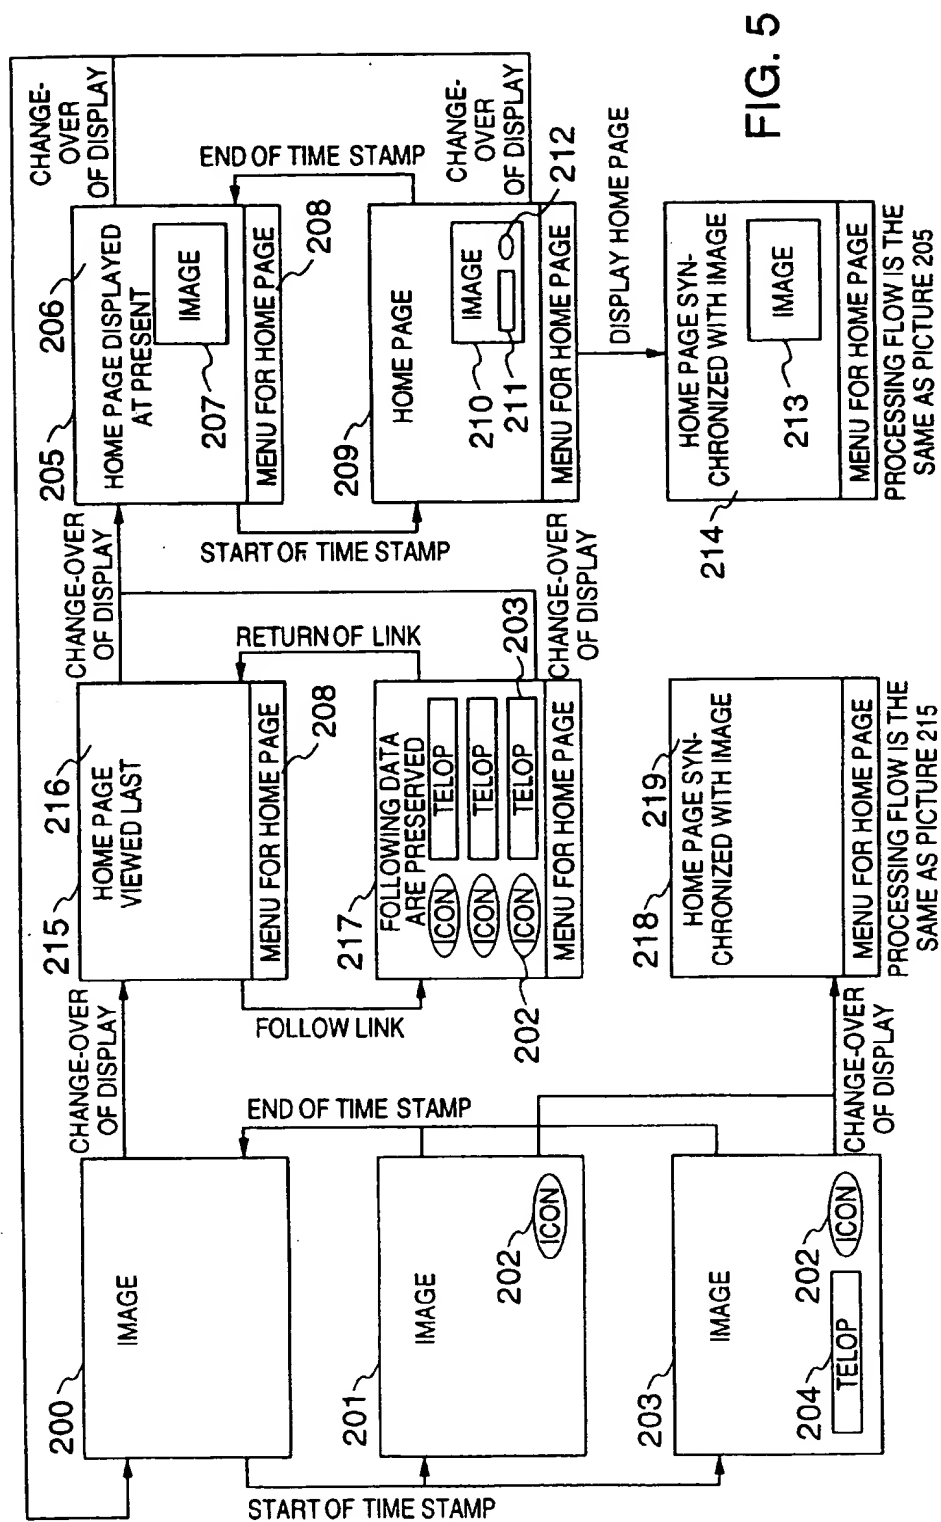 FIG. 5
200
IMAGE
START OF TIME STAMP
201
IMAGE
202
ICON
END OF TIME STAMP
203
IMAGE
204
TELOP
202
ICON
CHANGE-OVER
OF DISPLAY
CHANGE-OVER
OF DISPLAY
215
216
HOME PAGE
VIEWED LAST
MENU FOR HOME PAGE
208
FOLLOW LINK
RETURN OF LINK
217
FOLLOWING DATA
ARE PRESERVED
ICON
TELOP
ICON
TELOP
ICON
TELOP
202
203
MENU FOR HOME PAGE
CHANGE-OVER
OF DISPLAY
218
219
HOME PAGE SYN-
CHRONIZED WITH IMAGE
MENU FOR HOME PAGE
PROCESSING FLOW IS THE
SAME AS PICTURE 215
CHANGE-OVER
OF DISPLAY
205
206
HOME PAGE DISPLAYED
AT PRESENT
207
IMAGE
MENU FOR HOME PAGE
208
CHANGE-
OVER
OF DISPLAY
START OF TIME STAMP
END OF TIME STAMP
209
HOME PAGE
210
IMAGE
211
212
MENU FOR HOME PAGE
CHANGE-
OVER
OF DISPLAY
DISPLAY HOME PAGE
214
HOME PAGE SYN-
CHRONIZED WITH IMAGE
213
IMAGE
MENU FOR HOME PAGE
PROCESSING FLOW IS THE
SAME AS PICTURE 205